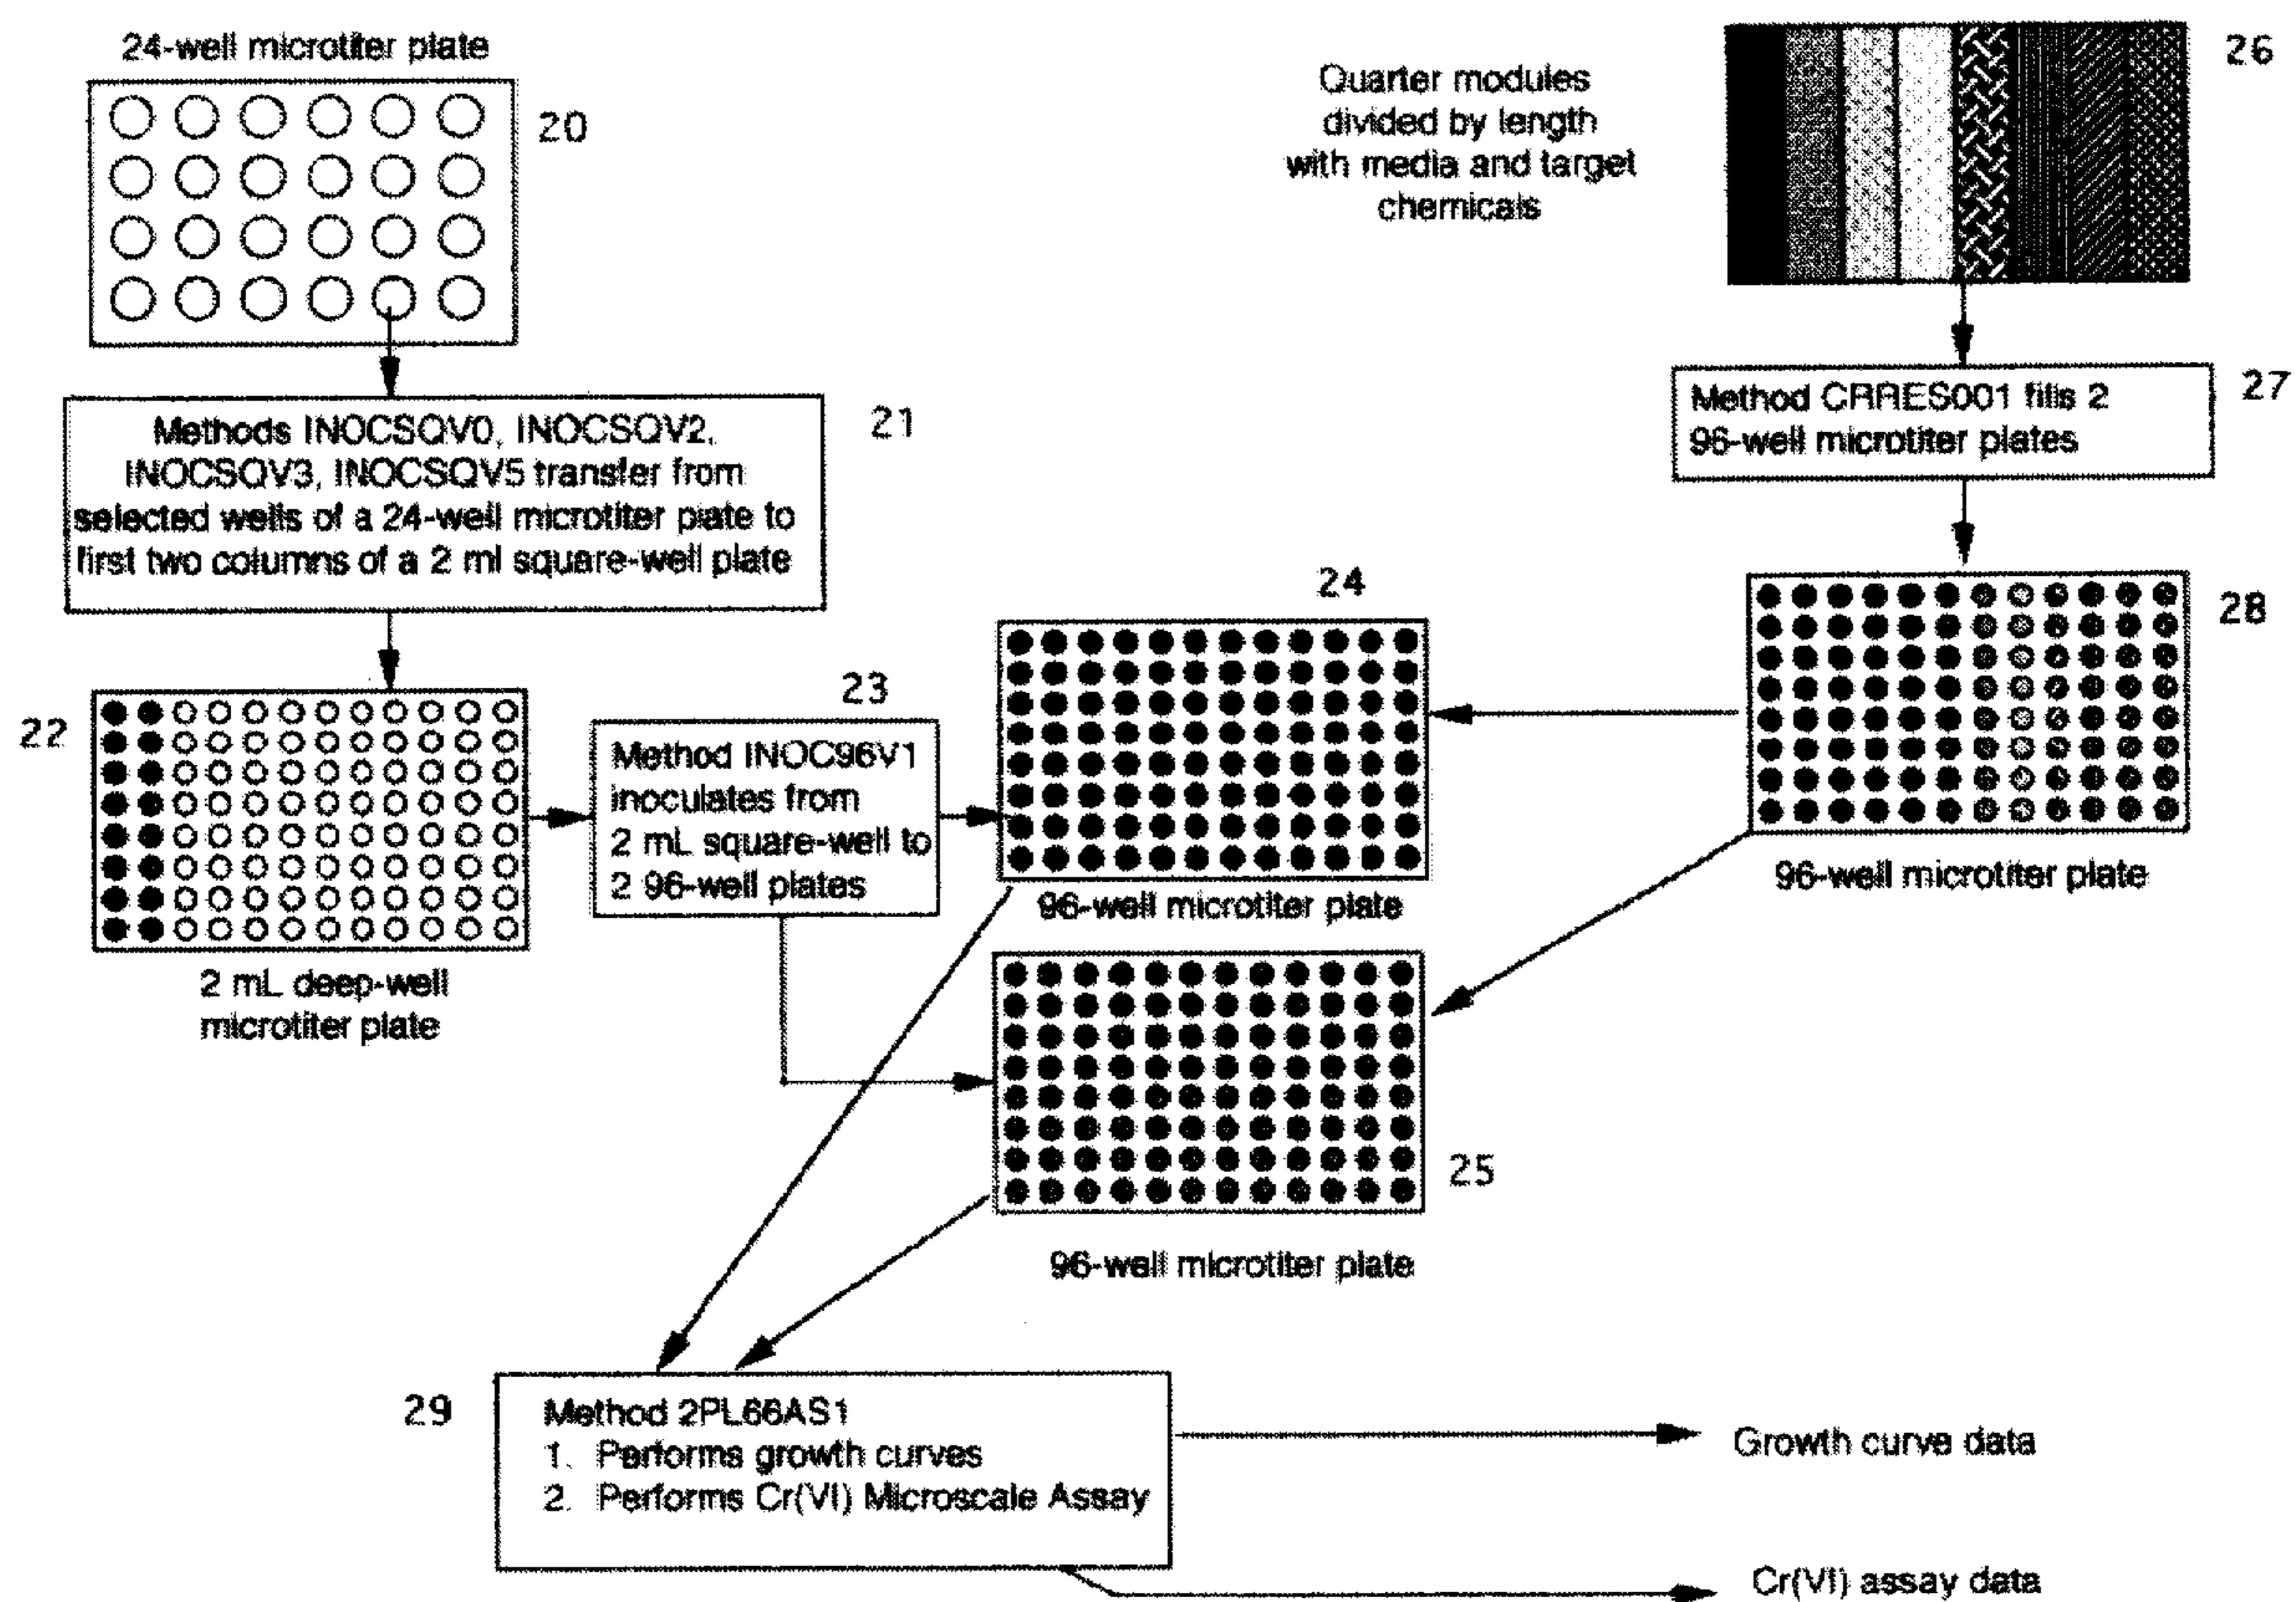 24-well microtiter plate
20
Methods INOCSQV0, INOCSQV2,
INOCSQV3, INOCSQV5 transfer from
selected wells of a 24-well microtiter plate to
first two columns of a 2 ml square-well plate
21
22
2 mL deep-well
microtiter plate
23
Method INOC96V1
inoculates from
2 mL square-well to
2 96-well plates
24
96-well microtiter plate
25
96-well microtiter plate
Quarter modules
divided by length
with media and target
chemicals
26
Method CRRES001 fills 2
96-well microtiter plates
27
28
96-well microtiter plate
29
Method 2PL66AS1
1. Performs growth curves
2. Performs Cr(VI) Microscale Assay
Growth curve data
Cr(VI) assay data